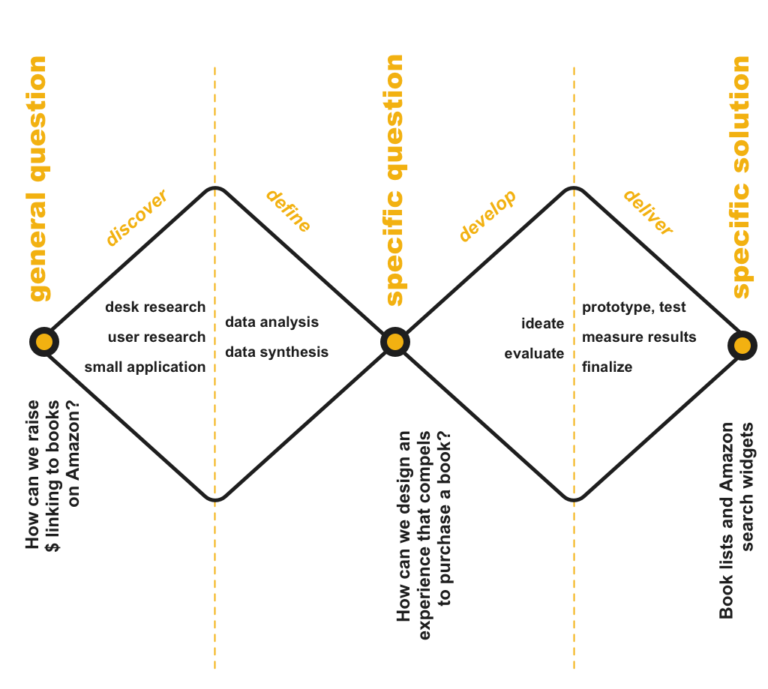 general question
specific question
specific solution
discover
define
develop
deliver
desk research
user research
small application
data analysis
data synthesis
ideate
evaluate
prototype, test
measure results
finalize
How can we raise
$ linking to books
on Amazon?
How can we design an
experience that compels
to purchase a book?
Book lists and Amazon
search widgets